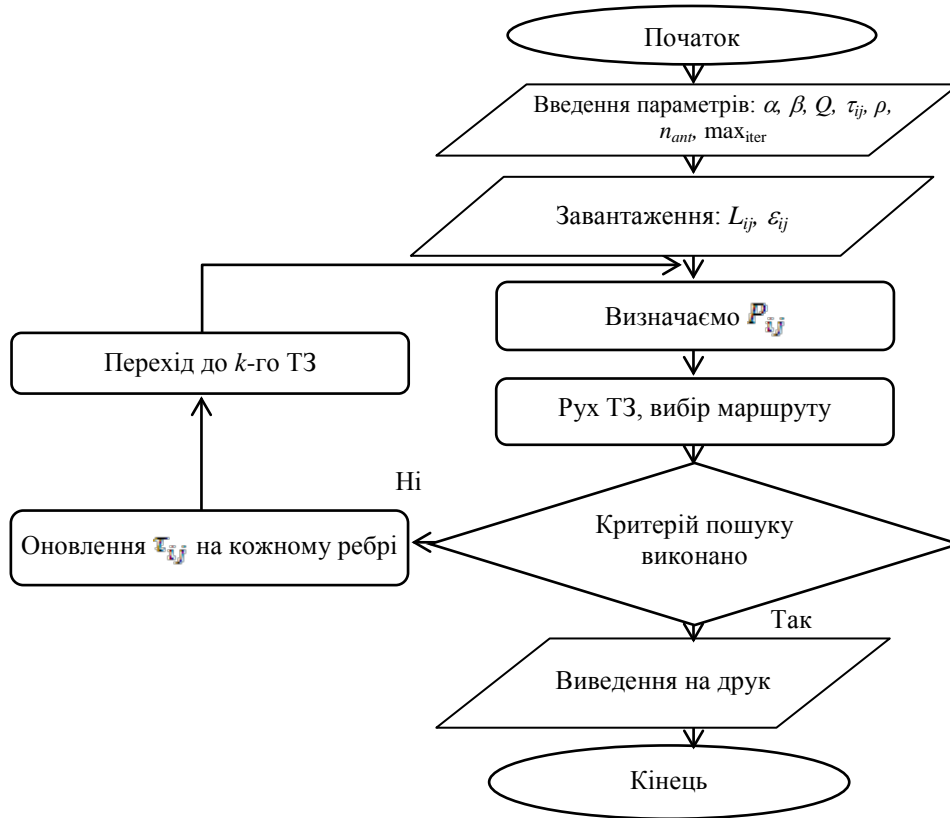 Початок
Введення параметрів: α, β, Q, τij, ρ,
nant, maxiter
Завантаження: Lij, εij
Визначаємо Pij
Перехід до k-го ТЗ
Рух ТЗ, вибір маршруту
Ні
Критерій пошуку
виконано
Оновлення τij на кожному ребрі
Так
Виведення на друк
Кінець